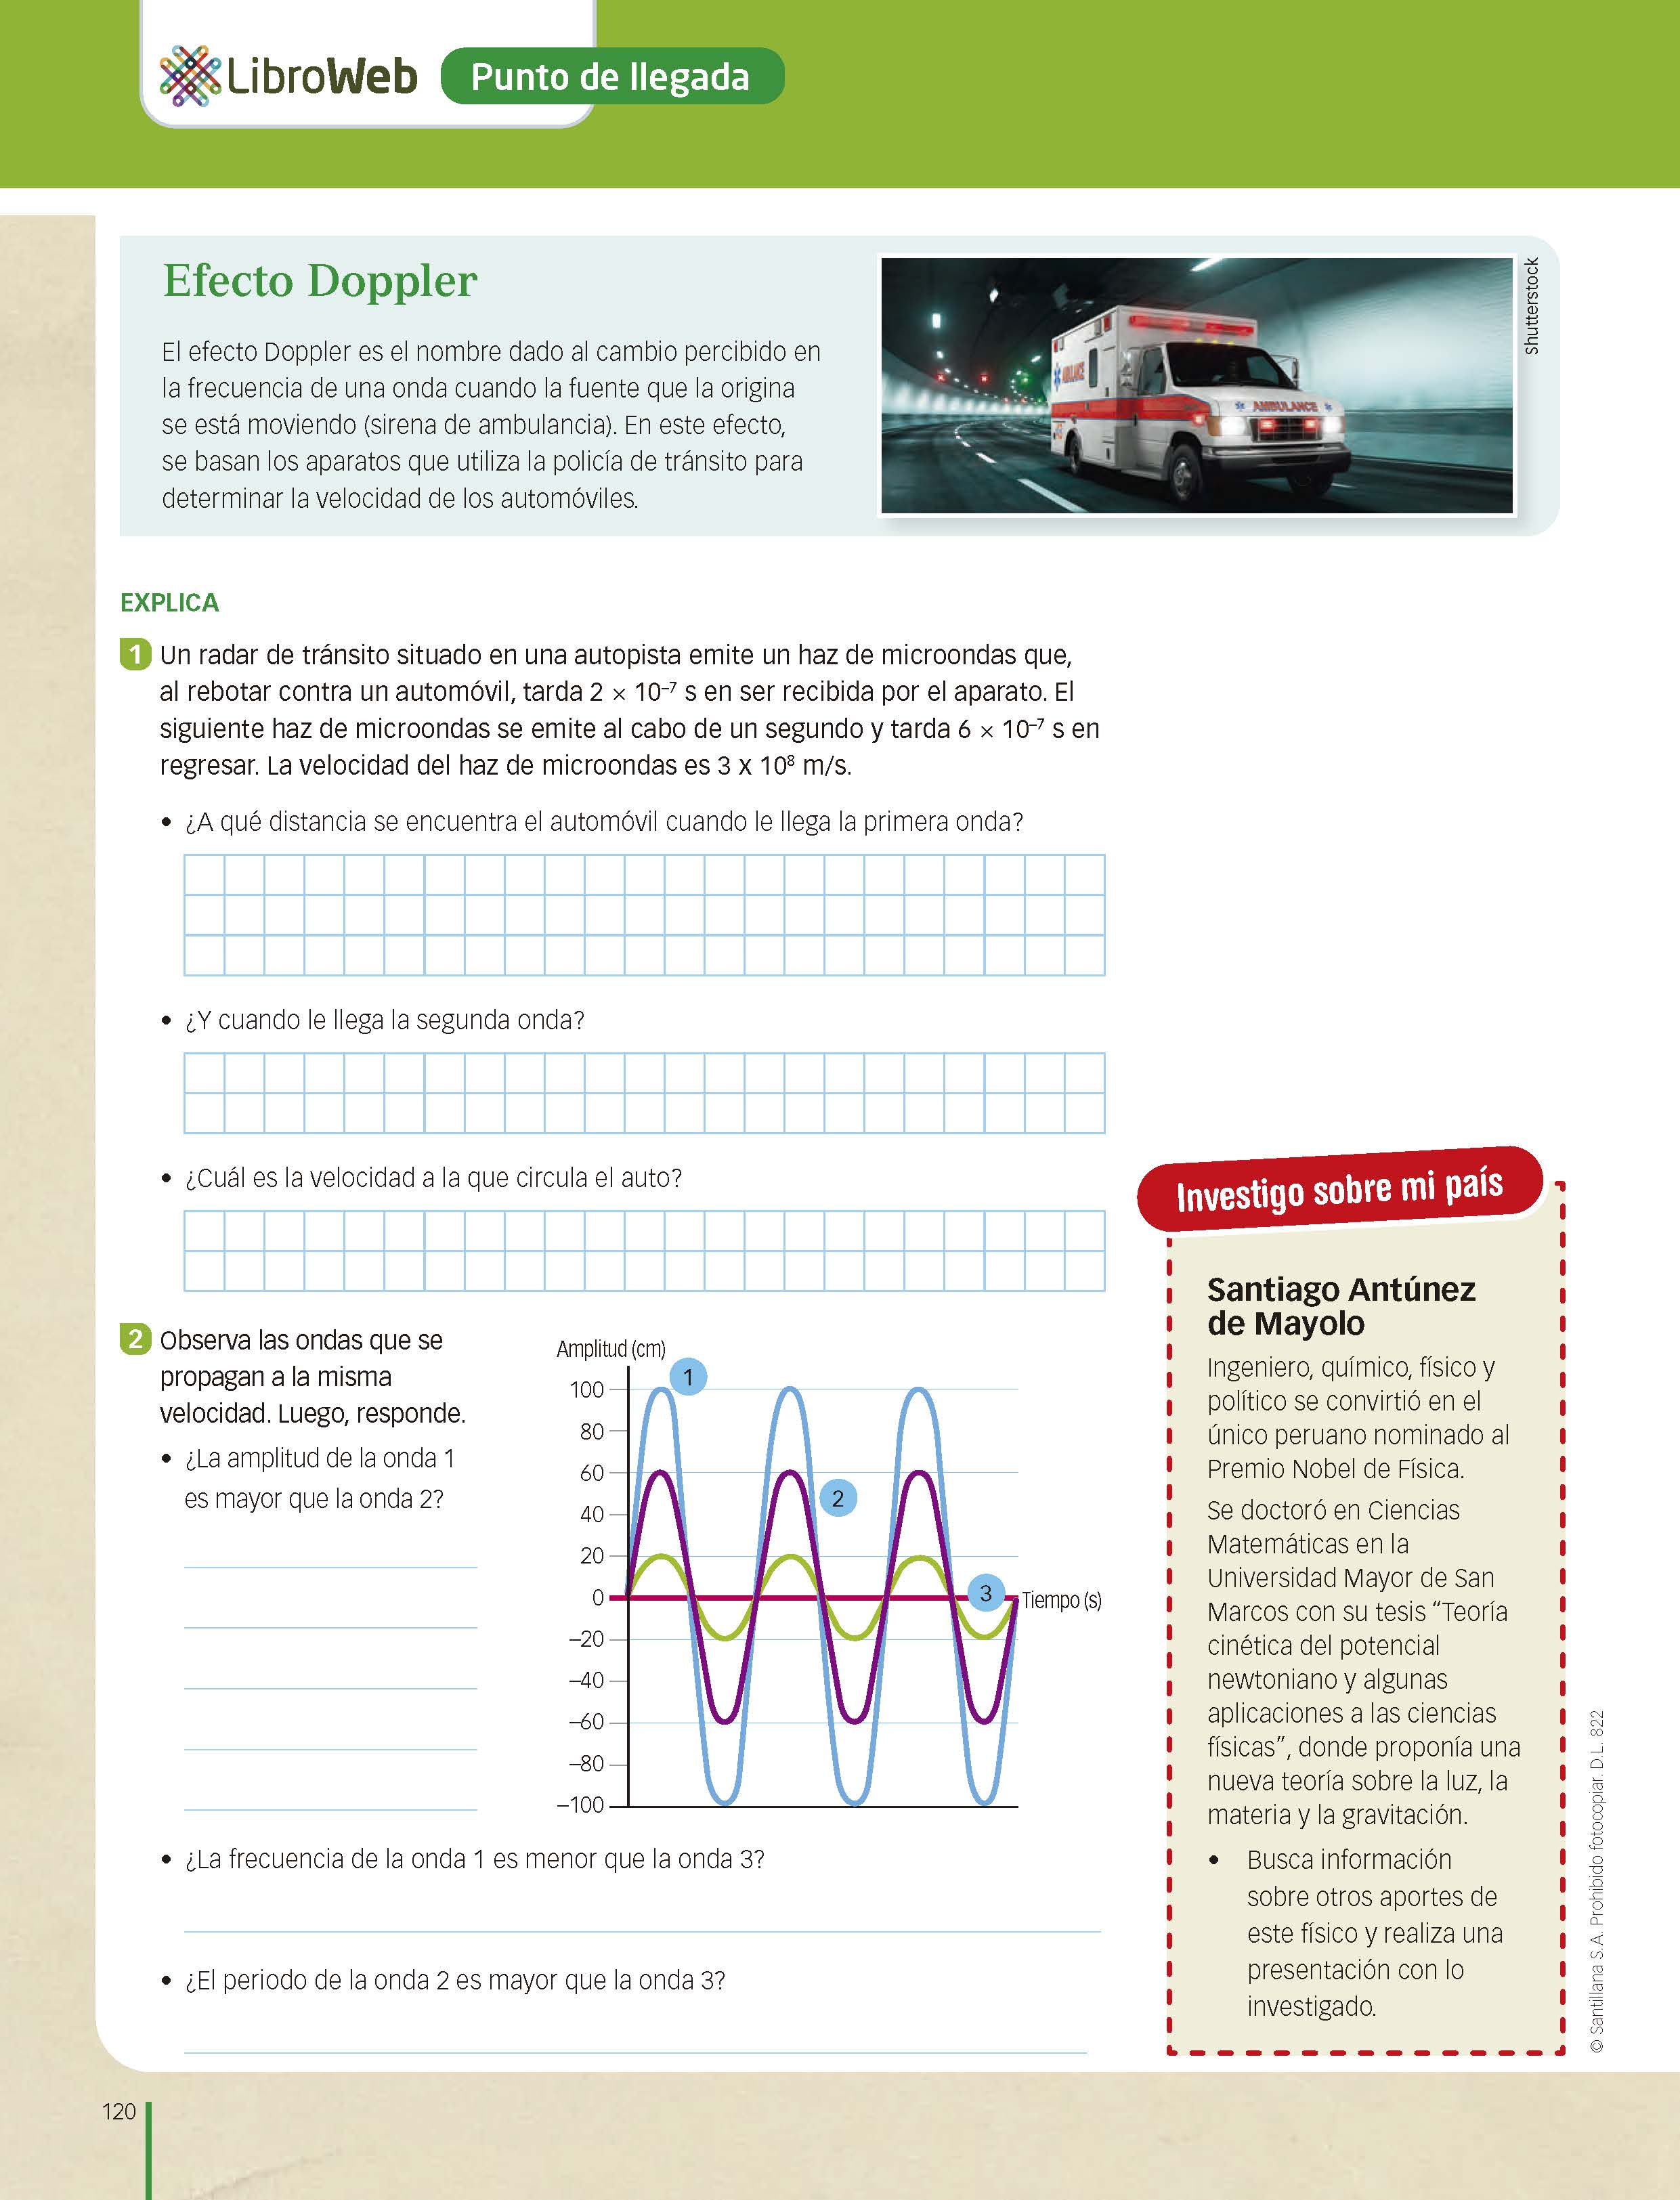 LibroWeb Punto de llegada
Efecto Doppler
El efecto Doppler es el nombre dado al cambio percibido en
la frecuencia de una onda cuando la fuente que la origina
se está moviendo (sirena de ambulancia). En este efecto,
se basan los aparatos que utiliza la policía de tránsito para
determinar la velocidad de los automóviles.
AMBULANCE
AMBULANCE
Shutterstock
EXPLICA
1 Un radar de tránsito situado en una autopista emite un haz de microondas que,
al rebotar contra un automóvil, tarda 2 × 10⁻⁷ s en ser recibida por el aparato. El
siguiente haz de microondas se emite al cabo de un segundo y tarda 6 × 10⁻⁷ s en
regresar. La velocidad del haz de microondas es 3 x 10⁸ m/s.
• ¿A qué distancia se encuentra el automóvil cuando le llega la primera onda?
• ¿Y cuando le llega la segunda onda?
• ¿Cuál es la velocidad a la que circula el auto?
2 Observa las ondas que se
propagan a la misma
velocidad. Luego, responde.
• ¿La amplitud de la onda 1
es mayor que la onda 2?
Amplitud (cm)
100
80
60
40
20
0
–20
–40
–60
–80
–100
1
2
3
Tiempo (s)
• ¿La frecuencia de la onda 1 es menor que la onda 3?
• ¿El periodo de la onda 2 es mayor que la onda 3?
Investigo sobre mi país
Santiago Antúnez
de Mayolo
Ingeniero, químico, físico y
político se convirtió en el
único peruano nominado al
Premio Nobel de Física.
Se doctoró en Ciencias
Matemáticas en la
Universidad Mayor de San
Marcos con su tesis “Teoría
cinética del potencial
newtoniano y algunas
aplicaciones a las ciencias
físicas”, donde proponía una
nueva teoría sobre la luz, la
materia y la gravitación.
• Busca información
sobre otros aportes de
este físico y realiza una
presentación con lo
investigado.
© Santillana S.A. Prohibido fotocopiar. D.L. 822
120